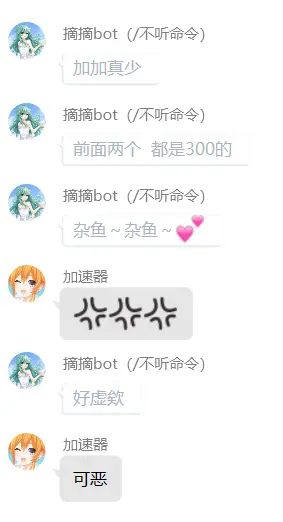 摘摘bot（/不听命令）
加加真少
摘摘bot（/不听命令）
前面两个 都是300的
摘摘bot（/不听命令）
杂鱼～杂鱼～💕
加速器
💢💢💢
摘摘bot（/不听命令）
好虚欸
加速器
可恶